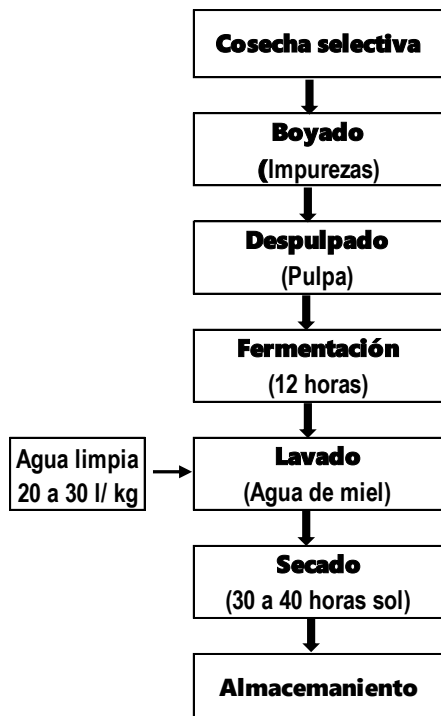 Cosecha selectiva
Boyado
(Impurezas)
Despulpado
(Pulpa)
Fermentación
(12 horas)
Agua limpia
20 a 30 l/ kg
Lavado
(Agua de miel)
Secado
(30 a 40 horas sol)
Almacemaniento